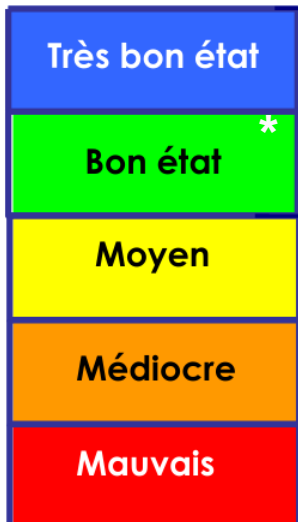 Très bon état
*
Bon état
Moyen
Médiocre
Mauvais